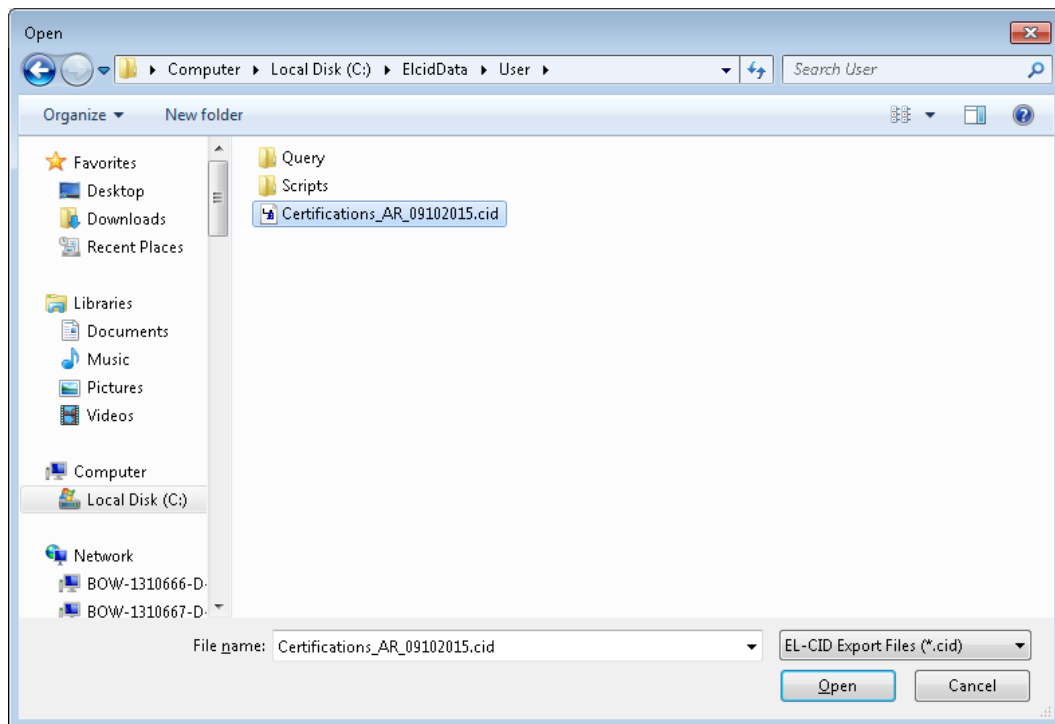 Open
Computer Local Disk (C:) ElcidData User
Search User
Organize New folder
Favorites
Desktop
Downloads
Recent Places
Libraries
Documents
Music
Pictures
Videos
Computer
Local Disk (C:)
Network
BOW-1310666-D-
BOW-1310667-D-
Query
Scripts
Certifications_AR_09102015.cid
File name: Certifications_AR_09102015.cid EL-CID Export Files (*.cid)
Open Cancel